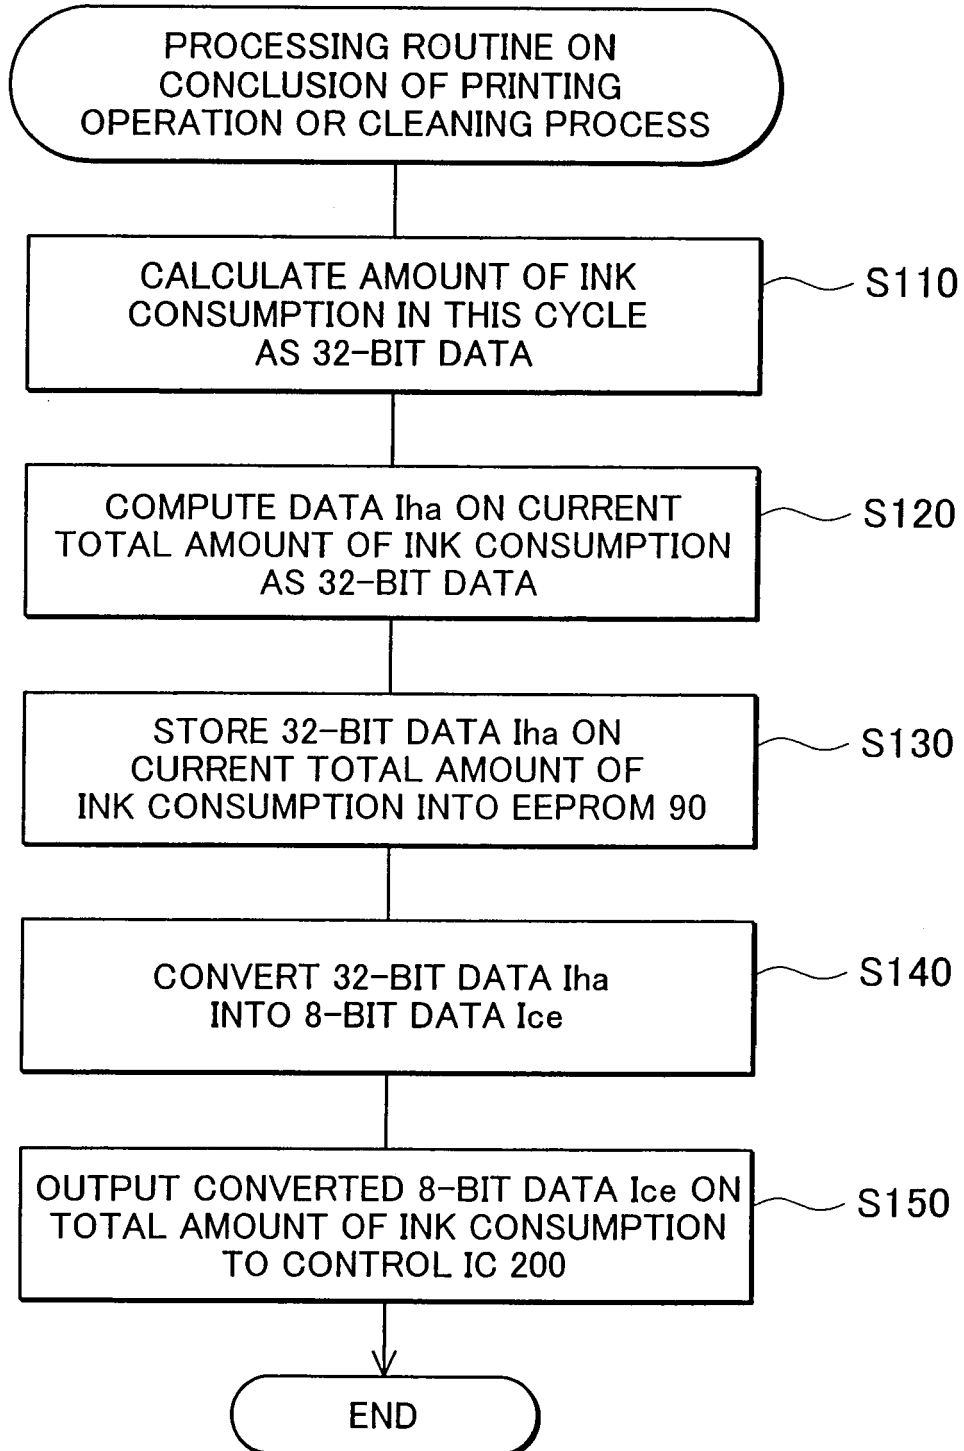 PROCESSING ROUTINE ON
CONCLUSION OF PRINTING
OPERATION OR CLEANING PROCESS
CALCULATE AMOUNT OF INK
CONSUMPTION IN THIS CYCLE
AS 32-BIT DATA
S110
COMPUTE DATA Iha ON CURRENT
TOTAL AMOUNT OF INK CONSUMPTION
AS 32-BIT DATA
S120
STORE 32-BIT DATA Iha ON
CURRENT TOTAL AMOUNT OF
INK CONSUMPTION INTO EEPROM 90
S130
CONVERT 32-BIT DATA Iha
INTO 8-BIT DATA Ice
S140
OUTPUT CONVERTED 8-BIT DATA Ice ON
TOTAL AMOUNT OF INK CONSUMPTION
TO CONTROL IC 200
S150
END